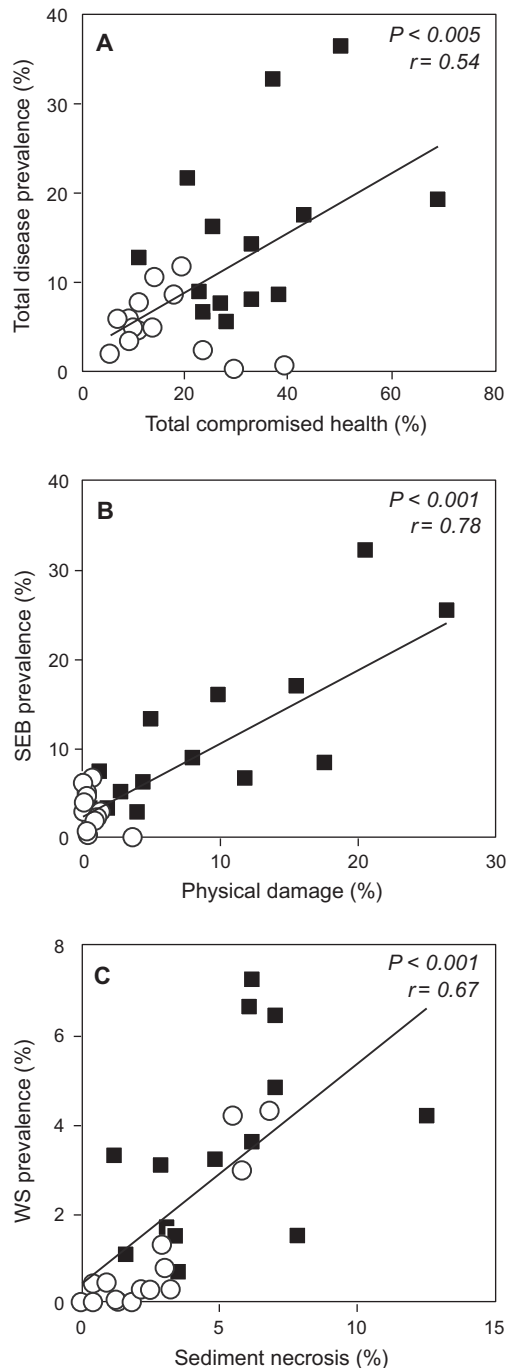 A
P < 0.005
r = 0.54
Total disease prevalence (%)
40
30
20
10
0
0 20 40 60 80
Total compromised health (%)
B
P < 0.001
r = 0.78
SEB prevalence (%)
40
30
20
10
0
0 10 20 30
Physical damage (%)
C
P < 0.001
r = 0.67
WS prevalence (%)
8
6
4
2
0
0 5 10 15
Sediment necrosis (%)